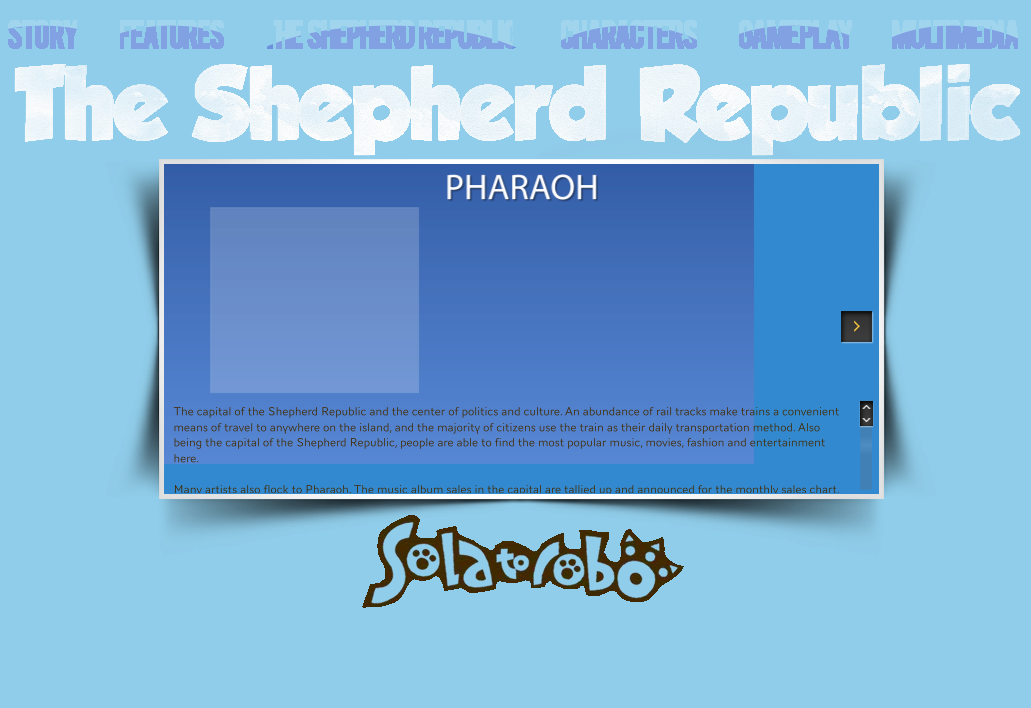 STORY FEATURES THE SHEPHERD REPUBLIC CHARACTERS GAMEPLAY MULTIMEDIA
The Shepherd Republic
PHARAOH
The capital of the Shepherd Republic and the center of politics and culture. An abundance of rail tracks make trains a convenient
means of travel to anywhere on the island, and the majority of citizens use the train as their daily transportation method. Also
being the capital of the Shepherd Republic, people are able to find the most popular music, movies, fashion and entertainment
here.
Many artists also flock to Pharaoh. The music album sales in the capital are tallied up and announced for the monthly sales chart.
Solatorobo